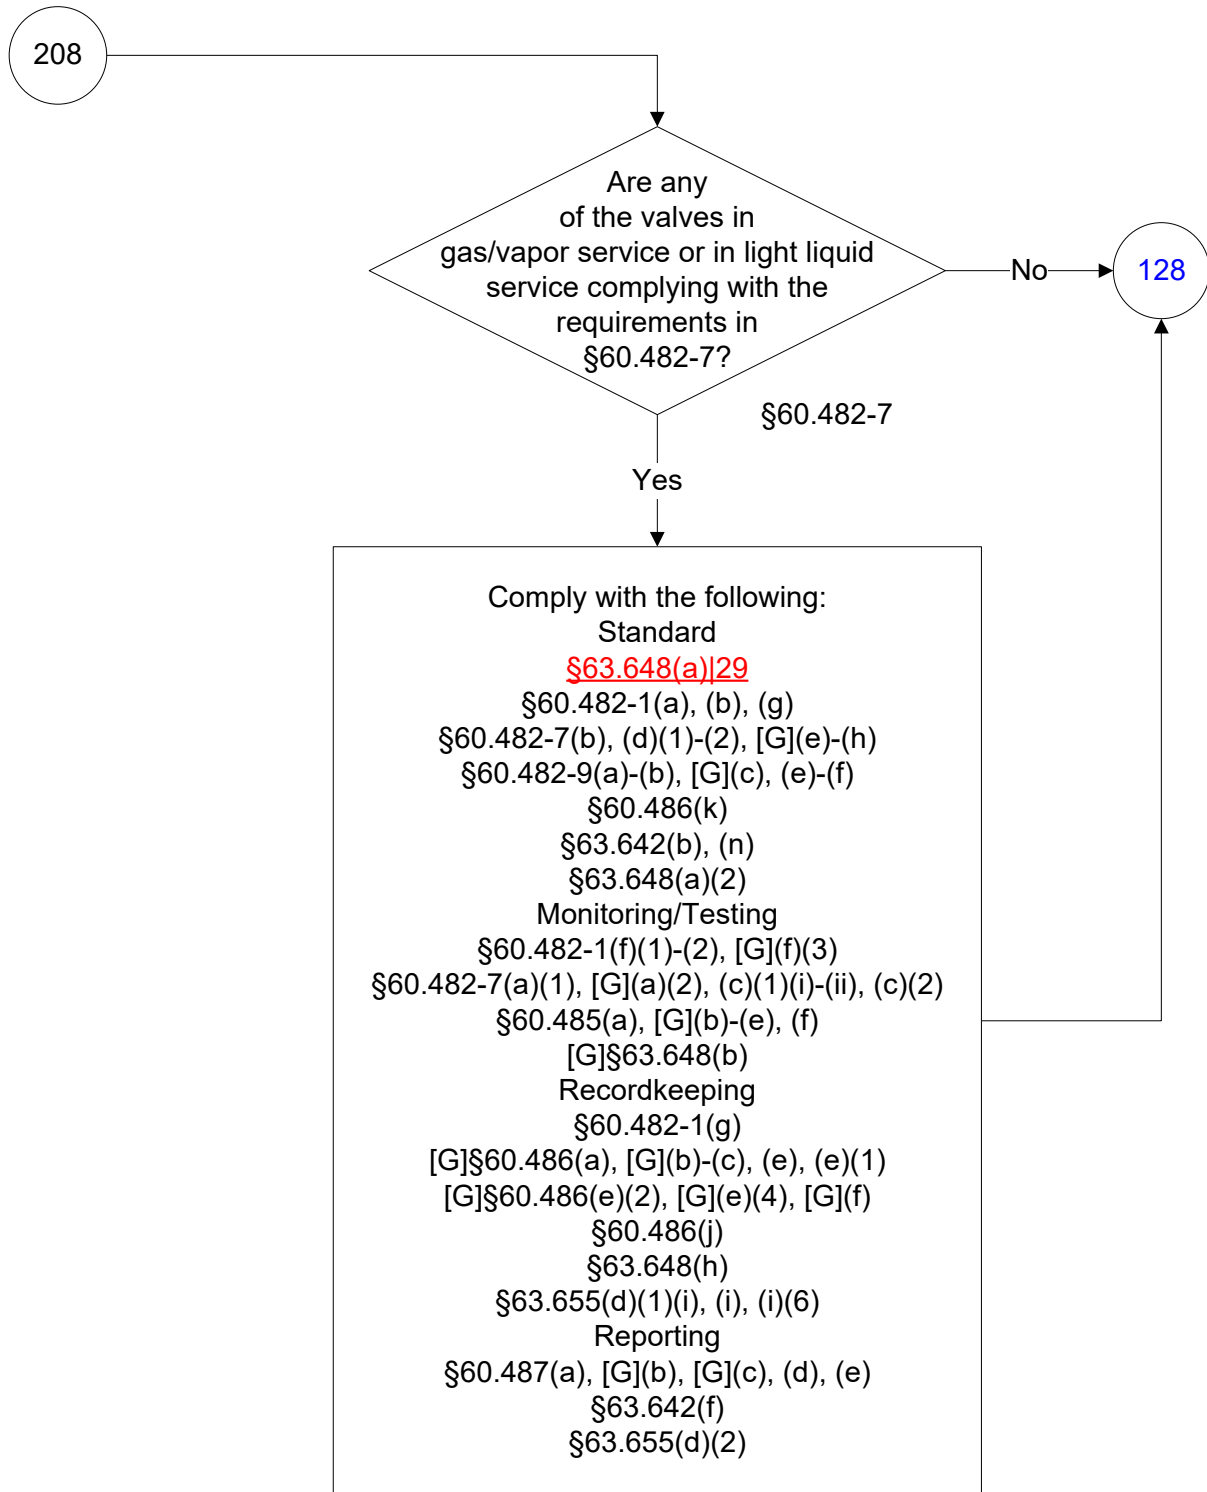 208
Are any
of the valves in
gas/vapor service or in light liquid
service complying with the
requirements in
§60.482-7?
No
128
§60.482-7
Yes
Comply with the following:
Standard
§63.648(a)|29
§60.482-1(a), (b), (g)
§60.482-7(b), (d)(1)-(2), [G](e)-(h)
§60.482-9(a)-(b), [G](c), (e)-(f)
§60.486(k)
§63.642(b), (n)
§63.648(a)(2)
Monitoring/Testing
§60.482-1(f)(1)-(2), [G](f)(3)
§60.482-7(a)(1), [G](a)(2), (c)(1)(i)-(ii), (c)(2)
§60.485(a), [G](b)-(e), (f)
[G]§63.648(b)
Recordkeeping
§60.482-1(g)
[G]§60.486(a), [G](b)-(c), (e), (e)(1)
[G]§60.486(e)(2), [G](e)(4), [G](f)
§60.486(j)
§63.648(h)
§63.655(d)(1)(i), (i), (i)(6)
Reporting
§60.487(a), [G](b), [G](c), (d), (e)
§63.642(f)
§63.655(d)(2)